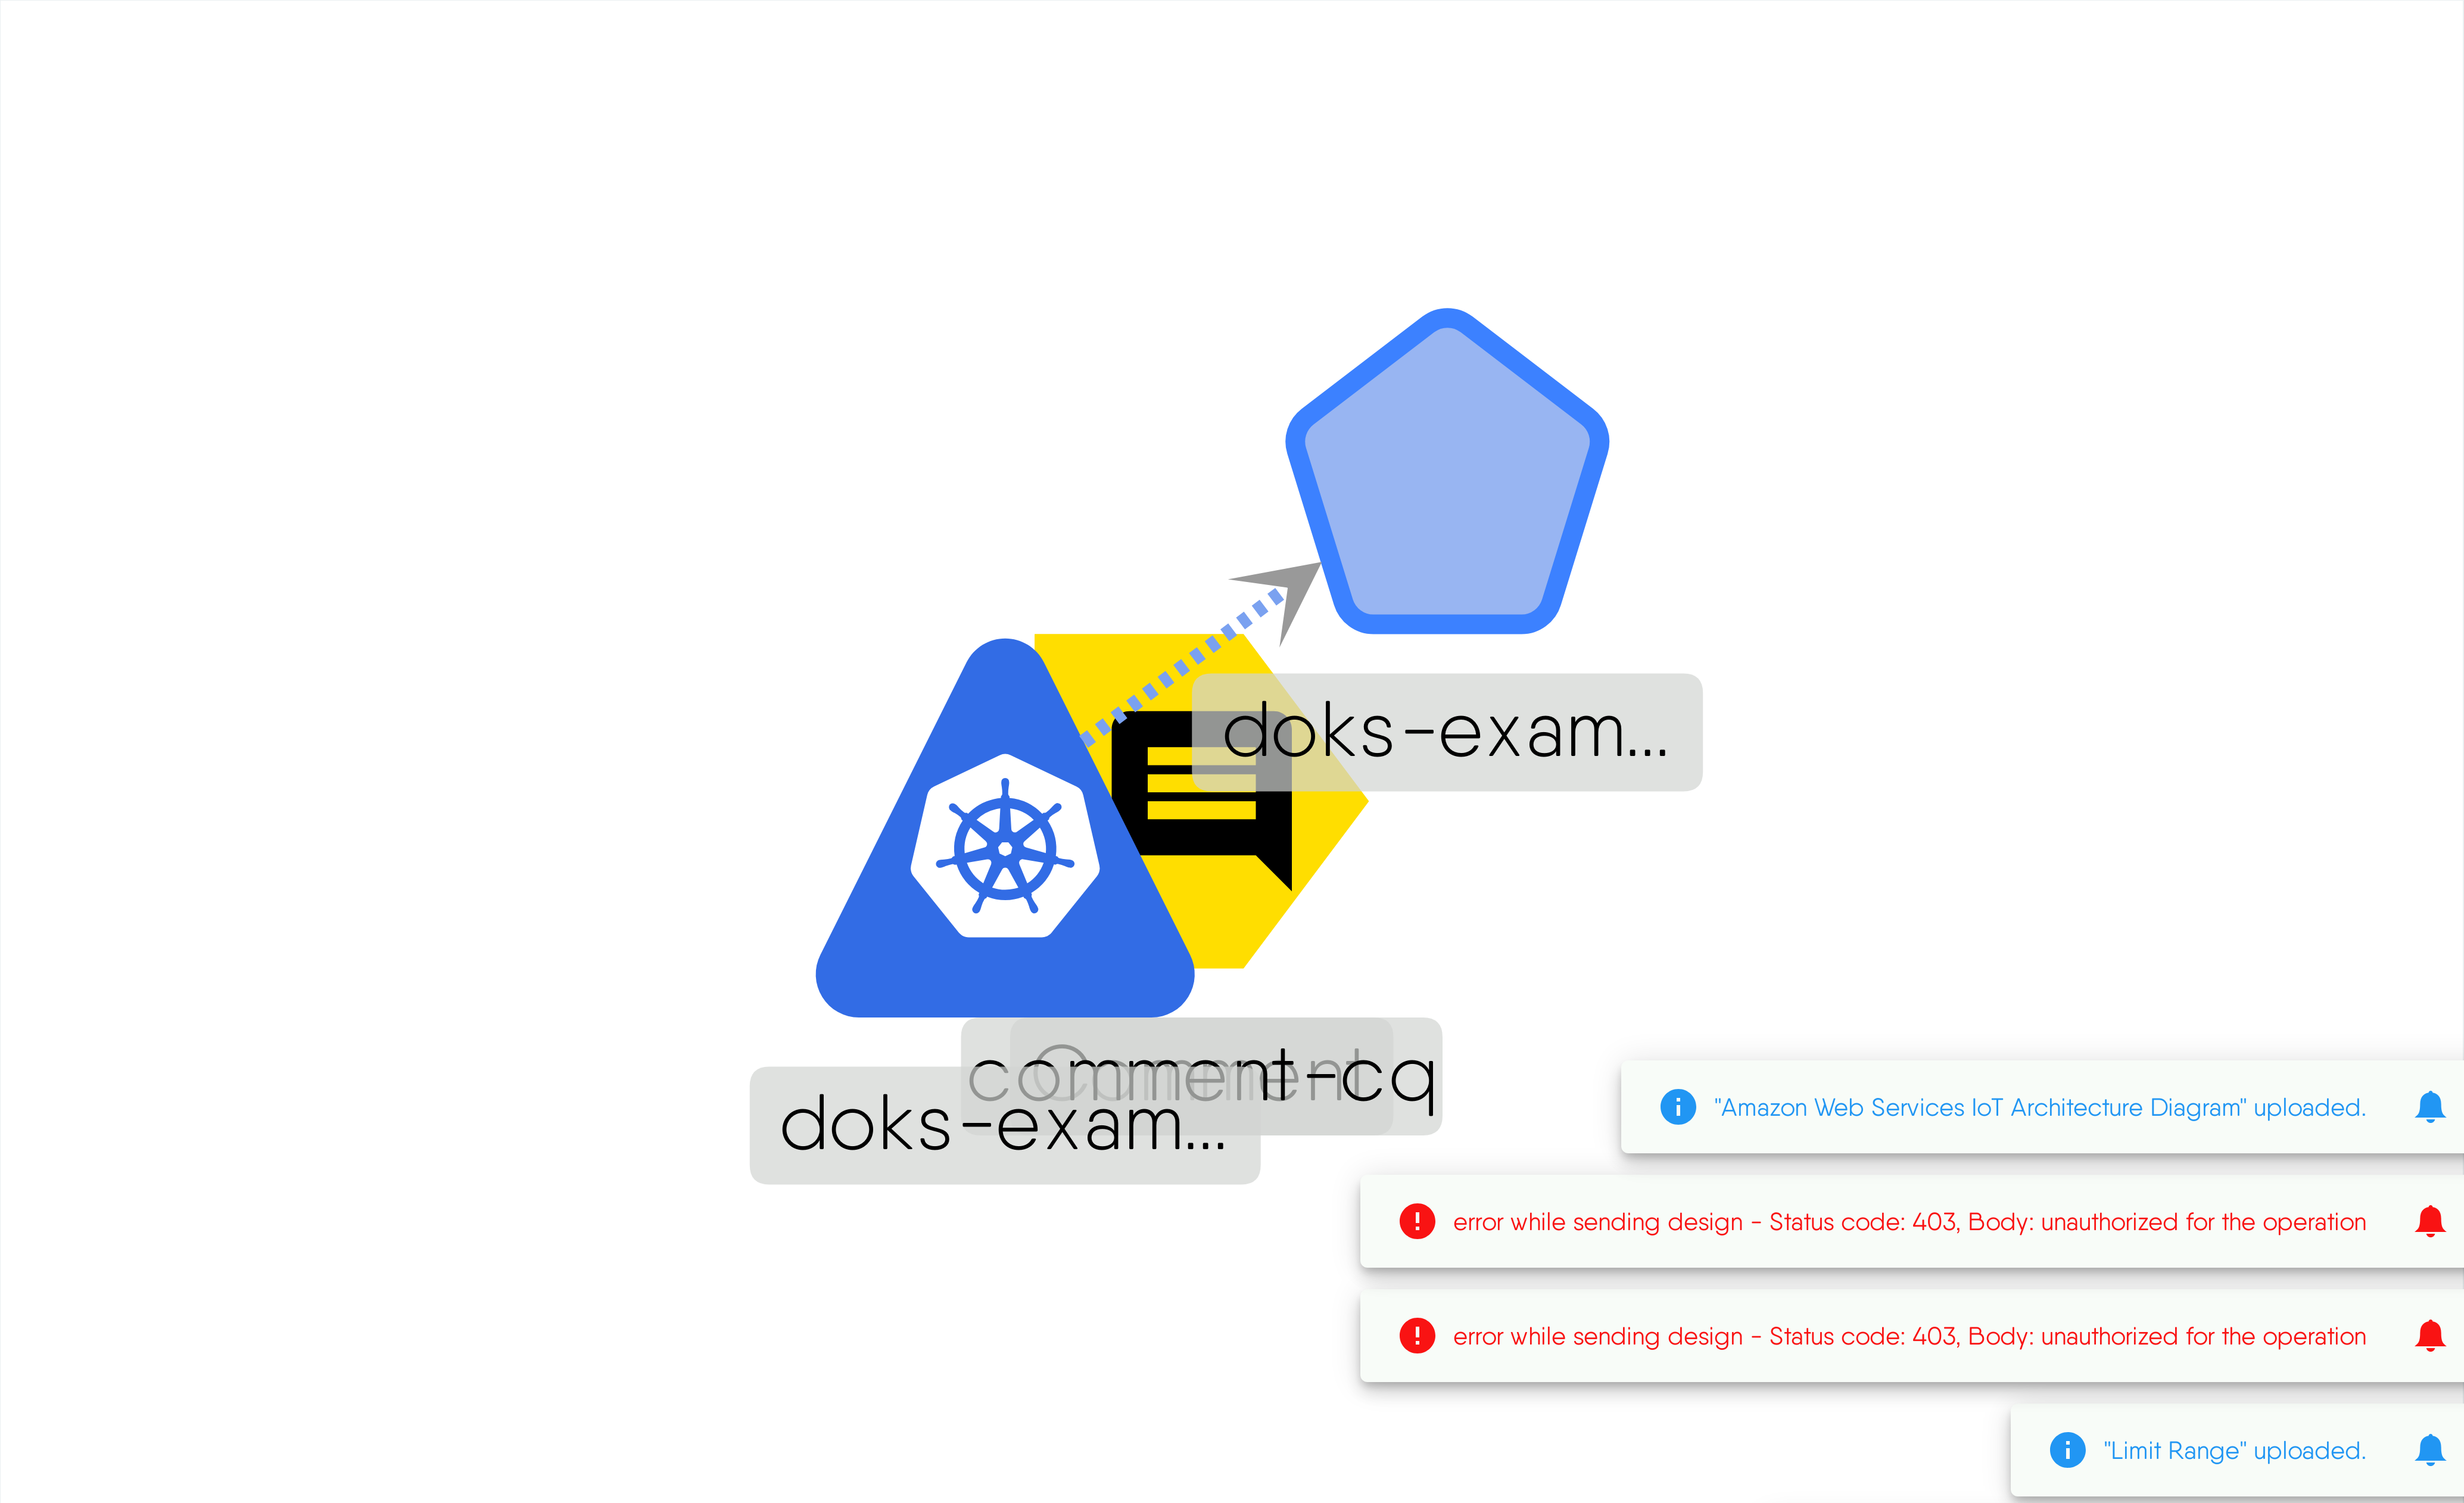 doks-exam...
Comment
comment-cq
doks-exam...
"Amazon Web Services IoT Architecture Diagram" uploaded.
error while sending design - Status code: 403, Body: unauthorized for the operation
error while sending design - Status code: 403, Body: unauthorized for the operation
"Limit Range" uploaded.